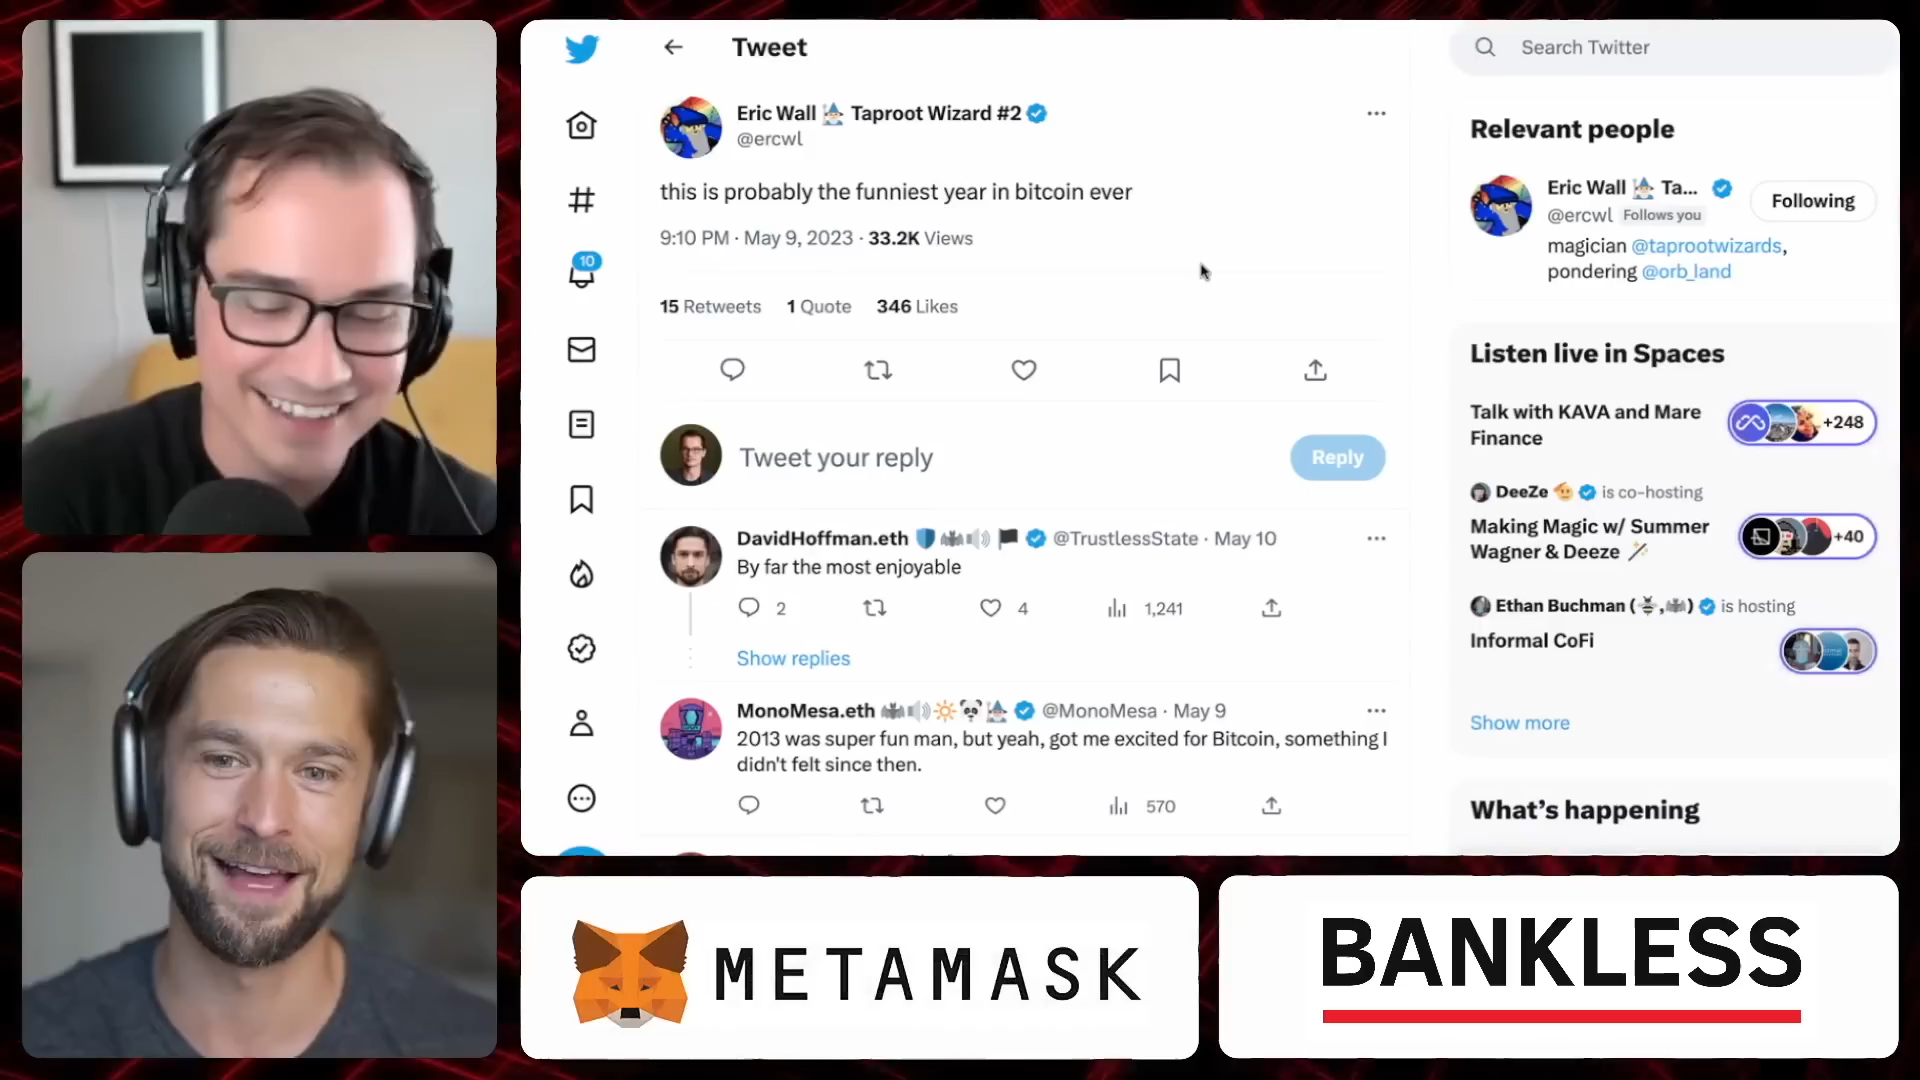 Tweet
Eric Wall Taproot Wizard #2
@ercwl
this is probably the funniest year in bitcoin ever
9:10 PM · May 9, 2023 · 33.2K Views
15 Retweets 1 Quote 346 Likes
Tweet your reply
Reply
DavidHoffman.eth @TrustlessState · May 10
By far the most enjoyable
2 4 1,241
Show replies
MonoMesa.eth @MonoMesa · May 9
2013 was super fun man, but yeah, got me excited for Bitcoin, something I
didn't felt since then.
570
10
Search Twitter
Relevant people
Eric Wall Ta...
@ercwl Follows you
Following
magician @taprootwizards,
pondering @orb_land
Listen live in Spaces
Talk with KAVA and Mare
Finance
+248
DeeZe is co-hosting
Making Magic w/ Summer
Wagner & Deeze
+40
Ethan Buchman ( , ) is hosting
Informal CoFi
Show more
What's happening
METAMASK
BANKLESS